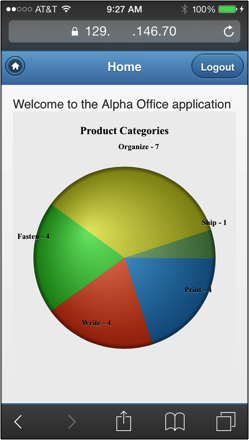 AT&T 9:27 AM 100%
129. .146.70
Home Logout
Welcome to the Alpha Office application
Product Categories
Organize - 7
Ship - 1
Fasten - 4
Print - 4
Write - 4